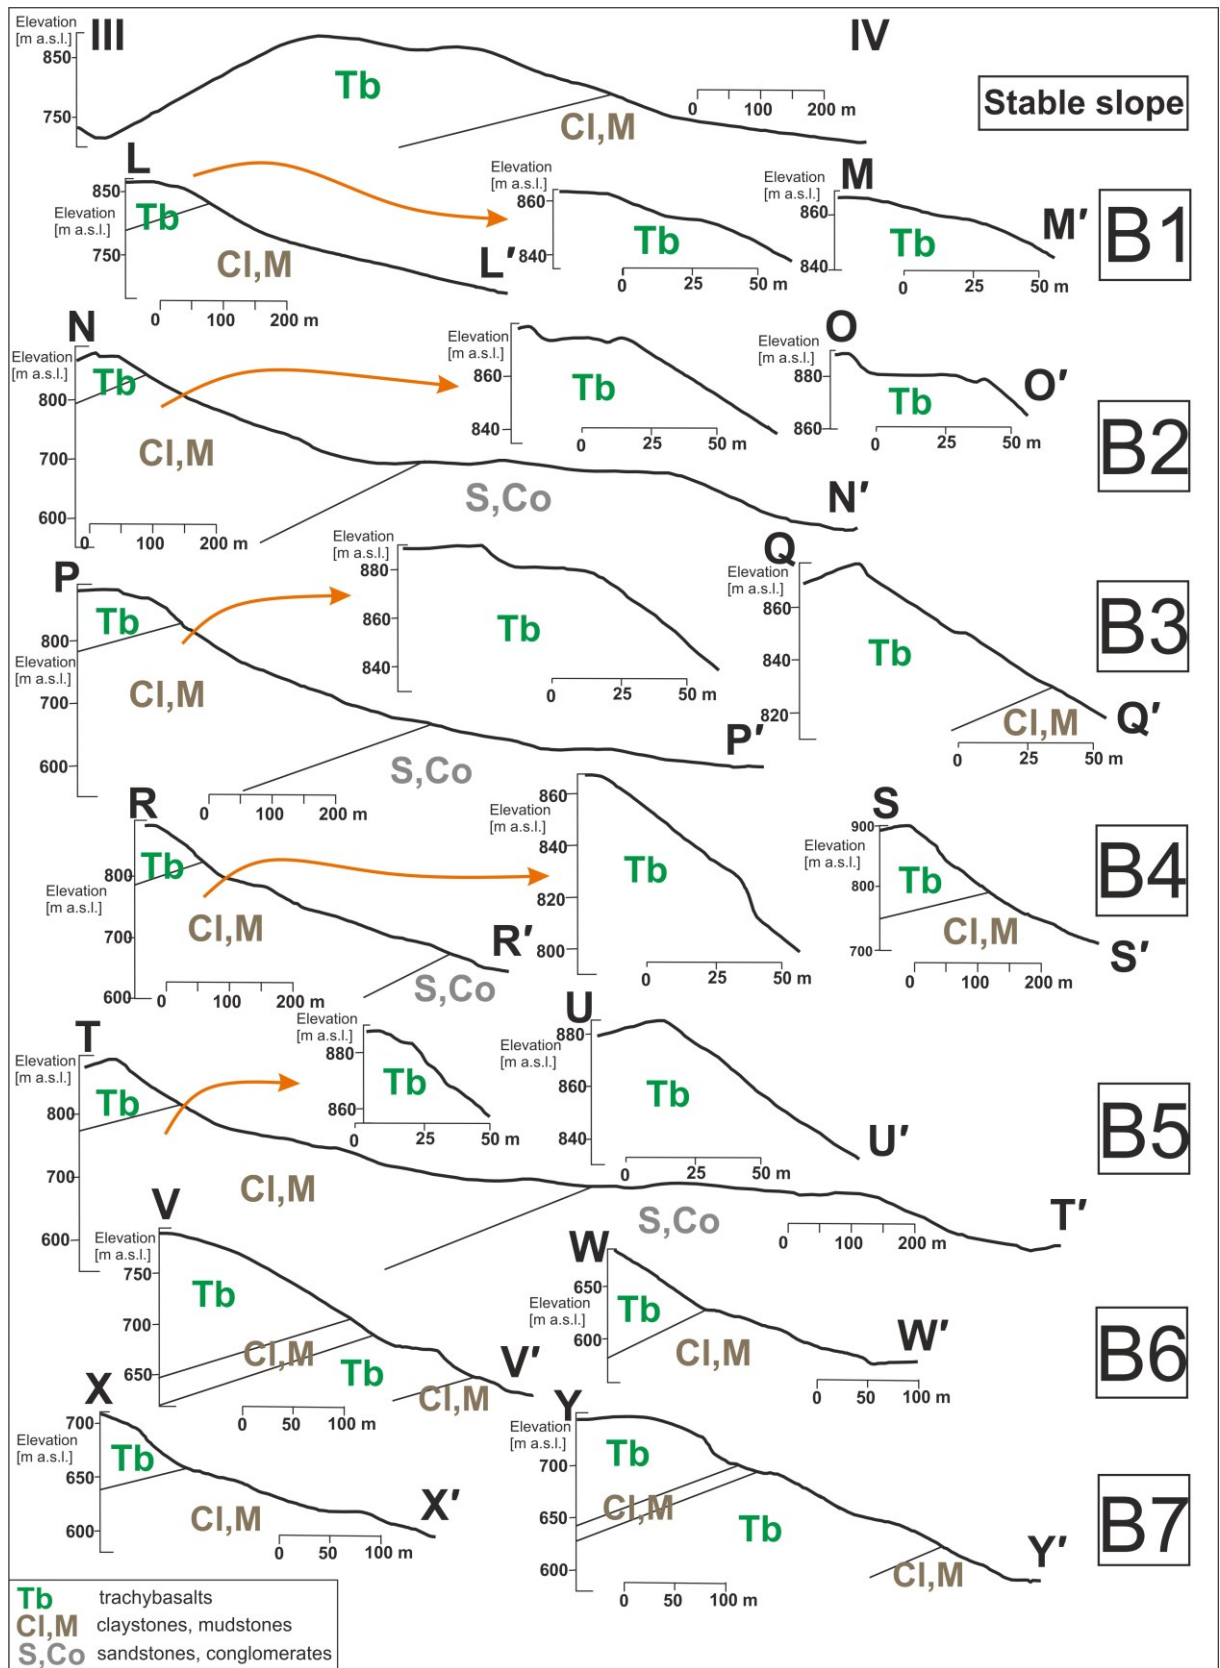 Elevation
[m a.s.l.]
III
IV
850
750
Tb
Cl,M
0 100 200 m
Stable slope
L
850
Elevation
[m a.s.l.]
750
Tb
Cl,M
L′
0 100 200 m
Elevation
[m a.s.l.]
860
840
Tb
0 25 50 m
M
Elevation
[m a.s.l.]
860
840
Tb
M′
0 25 50 m
B1
N
Elevation
[m a.s.l.]
800
700
600
Tb
Cl,M
S,Co
N′
0 100 200 m
Elevation
[m a.s.l.]
860
840
Tb
0 25 50 m
O
Elevation
[m a.s.l.]
880
860
Tb
O′
0 25 50 m
B2
P
800
Elevation
[m a.s.l.]
700
600
Tb
Cl,M
S,Co
P′
0 100 200 m
Elevation
[m a.s.l.]
880
860
840
Tb
0 25 50 m
Q
Elevation
[m a.s.l.]
860
840
820
Tb
Cl,M
Q′
0 25 50 m
B3
R
800
Elevation
[m a.s.l.]
700
600
Tb
Cl,M
S,Co
R′
0 100 200 m
860
Elevation
[m a.s.l.]
840
820
800
Tb
0 25 50 m
S
900
Elevation
[m a.s.l.]
800
700
Tb
Cl,M
S′
0 100 200 m
B4
T
Elevation
[m a.s.l.]
800
700
600
Tb
Cl,M
S,Co
T′
0 100 200 m
Elevation
[m a.s.l.]
880
860
Tb
0 25 50 m
U
880
Elevation
[m a.s.l.]
860
840
Tb
U′
0 25 50 m
B5
V
Elevation
[m a.s.l.]
750
700
650
Tb
Cl,M
Tb
Cl,M
V′
0 50 100 m
W
650
Elevation
[m a.s.l.]
600
Tb
Cl,M
W′
0 50 100 m
B6
X
700
Elevation
[m a.s.l.]
650
600
Tb
Cl,M
X′
0 50 100 m
Y
Elevation
[m a.s.l.]
700
650
600
Tb
Cl,M
Tb
Cl,M
Y′
0 50 100 m
B7
Tb trachybasalts
Cl,M claystones, mudstones
S,Co sandstones, conglomerates